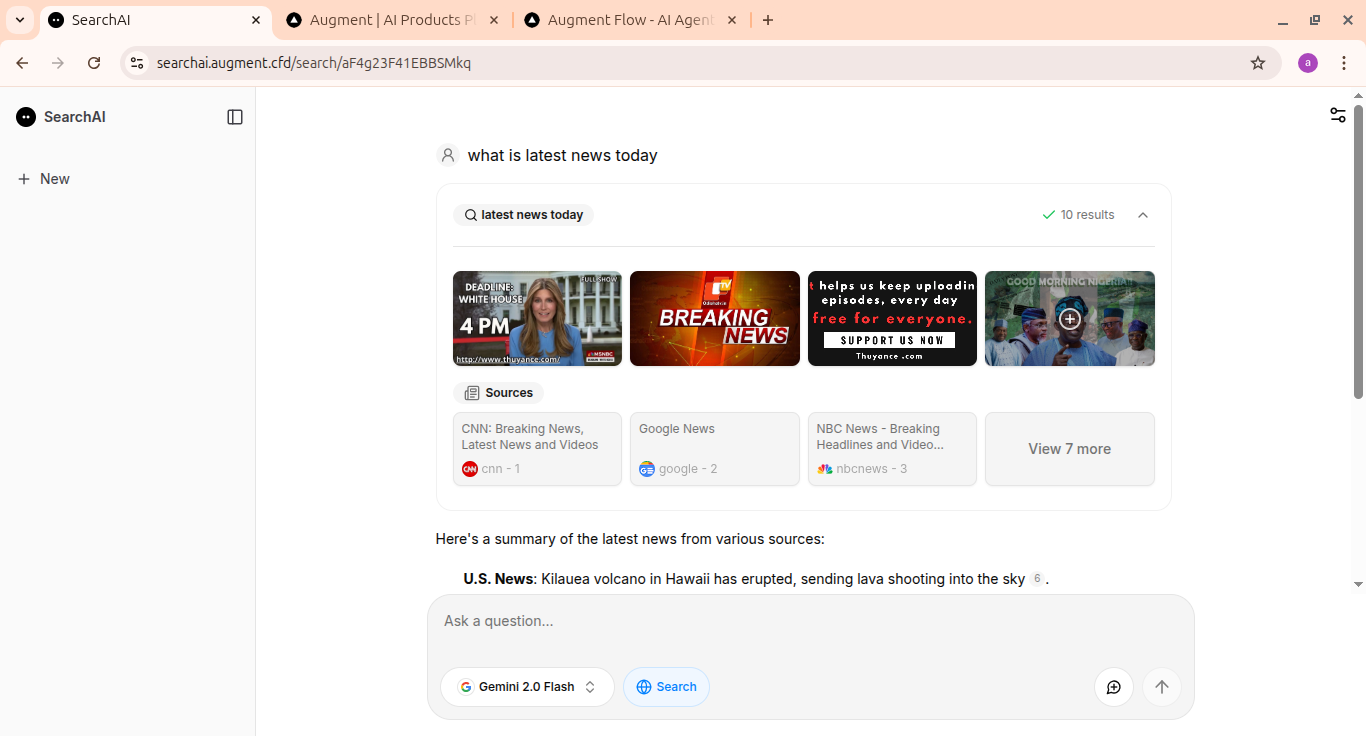 SearchAI
Augment | AI Products Pl
Augment Flow - AI Agent
searchai.augment.cfd/search/aF4g23F41EBBSMkq
a
SearchAI
New
what is latest news today
latest news today
10 results
FULL SHOW
DEADLINE:
WHITE HOUSE
4 PM
MSNBC
http://www.thuyance.com/
BREAKING
NEWS
t helps us keep uploadin
episodes, every day
free for everyone.
SUPPORT US NOW
Thuyance .com
GOOD MORNING NIGERIA
Sources
CNN: Breaking News,
Latest News and Videos
cnn - 1
Google News
google - 2
NBC News - Breaking
Headlines and Video...
nbcnews - 3
View 7 more
Here's a summary of the latest news from various sources:
U.S. News: Kilauea volcano in Hawaii has erupted, sending lava shooting into the sky 6 .
Ask a question...
Gemini 2.0 Flash
Search